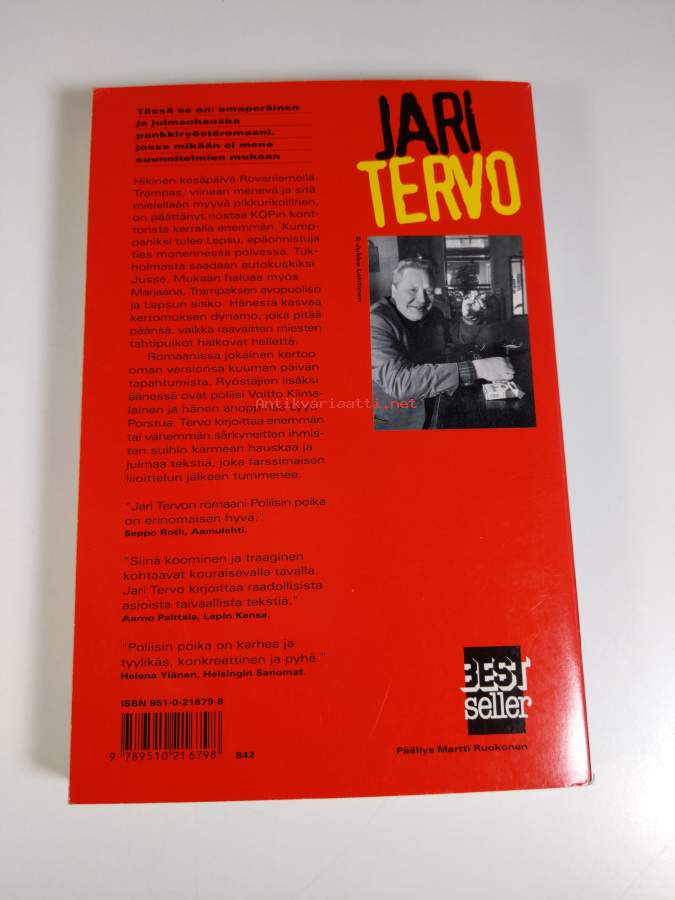 Tässä se on: omaperäinen
ja julmanhauska
pankkiryöstöromaani,
jossa mikään ei mene
suunnitelmien mukaan
Hikinen kesäpäivä Rovaniemellä.
Trampas, viinaan menevä ja sitä
mielellään myyvä pikkurikollinen,
on päättänyt nostaa KOPin kont-
torista kerralla enemmän. Kump-
paniksi tulee Lepsu, epäonnistuja
ties monennessa polvessa. Tuk-
holmasta saadaan autokuskiksi
Jusse. Mukaan haluaa myös
Marjaana, Trampaksen avopuoliso
ja Lepsun sisko. Hänestä kasvaa
kertomuksen dynamo, joka pitää
päänsä, vaikka raavaitten miesten
tahtipuikot halkovat hellettä.
Romaanissa jokainen kertoo
oman versionsa kuuman päivän
tapahtumista. Ryöstäjien lisäksi
äänessä ovat poliisi Voitto Kiima-
lainen ja hänen anoppinsa
Porstua. Tervo kirjoittaa enemmän
tai vähemmän särkyneitten ihmis-
ten suihin karmean hauskaa ja
julmaa tekstiä, joka farssimaisen
liioittelun jälkeen tummenee.
"Jari Tervon romaani Poliisin poika
on erinomaisen hyvä."
Seppo Roth, Aamulehti.
"Siinä koominen ja traaginen
kohtaavat kouraisevalla tavalla.
Jari Tervo kirjoittaa raadollisista
asioista taivaallista tekstiä."
Aarno Palttala, Lapin Kansa.
"Poliisin poika on karhea ja
tyylikäs, konkreettinen ja pyhä."
Helena Ylänen, Helsingin Sanomat.
ISBN 951-0-21679-8
9 789510 216798
842
JARI
TERVO
© Jukka Lehtinen
Antikvariaatti.net
BEST
seller
Päällys Martti Ruokonen